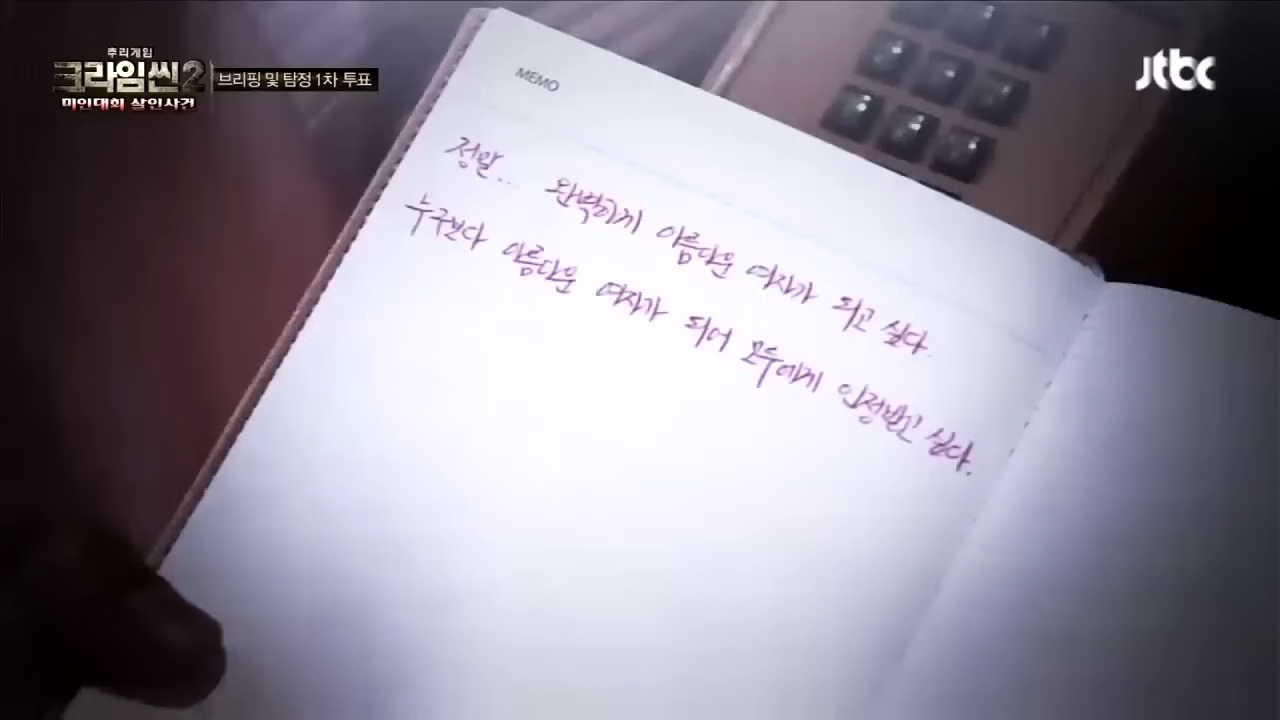 추리게임
크라임씬2
미인대회 살인사건
브리핑 및 탐정 1차 투표
jtbc
MEMO
정말... 완벽하게 아름다운 여자가 되고 싶다.
누구보다 아름다운 여자가 되어 모두에게 인정받고 싶다.